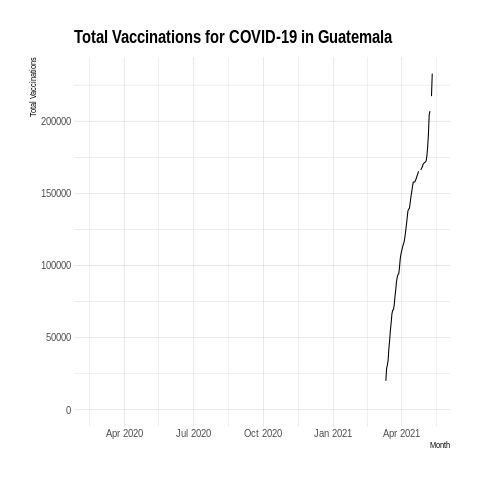 Total Vaccinations for COVID-19 in Guatemala
Total Vaccinations
200000
150000
100000
50000
0
Apr 2020 Jul 2020 Oct 2020 Jan 2021 Apr 2021
Month